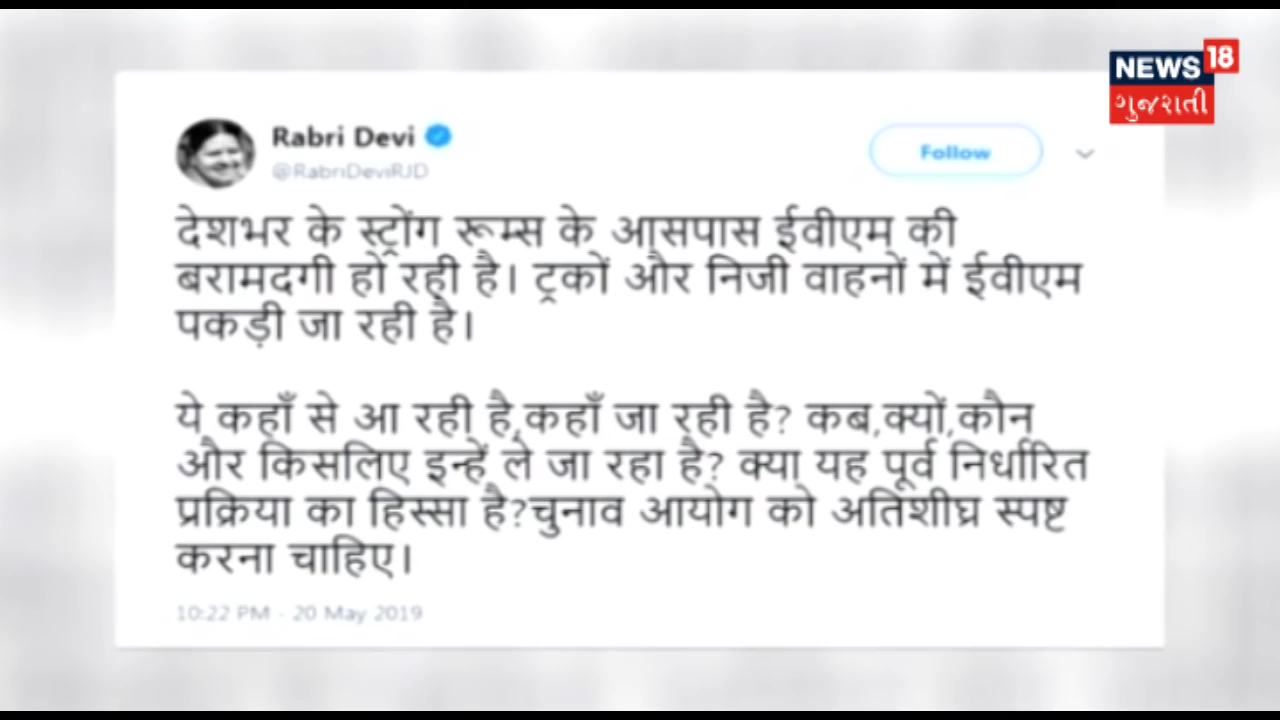 NEWS 18
ગુજરાતી
Rabri Devi
@RabriDeviRJD
Follow
देशभर के स्ट्रोंग रूम्स के आसपास ईवीएम की
बरामदगी हो रही है। ट्रकों और निजी वाहनों में ईवीएम
पकड़ी जा रही है।
ये कहाँ से आ रही है,कहाँ जा रही है? कब,क्यों,कौन
और किसलिए इन्हें ले जा रहा है? क्या यह पूर्व निर्धारित
प्रक्रिया का हिस्सा है?चुनाव आयोग को अतिशीघ्र स्पष्ट
करना चाहिए।
10:22 PM - 20 May 2019